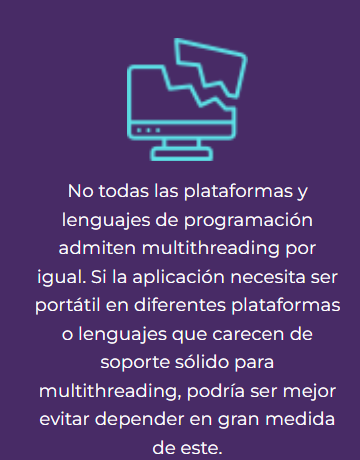 No todas las plataformas y
lenguajes de programación
admiten multithreading por
igual. Si la aplicación necesita ser
portátil en diferentes plataformas
o lenguajes que carecen de
soporte sólido para
multithreading, podría ser mejor
evitar depender en gran medida
de este.